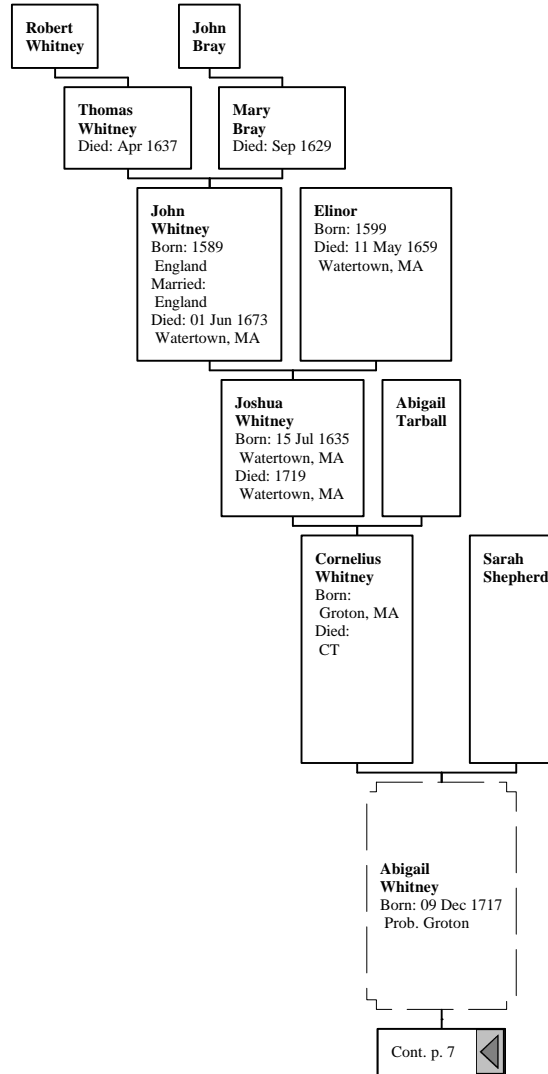 Robert
Whitney
John
Bray
Thomas
Whitney
Died: Apr 1637
Mary
Bray
Died: Sep 1629
John
Whitney
Born: 1589
England
Married:
England
Died: 01 Jun 1673
Watertown, MA
Elinor
Born: 1599
Died: 11 May 1659
Watertown, MA
Joshua
Whitney
Born: 15 Jul 1635
Watertown, MA
Died: 1719
Watertown, MA
Abigail
Tarball
Cornelius
Whitney
Born:
Groton, MA
Died:
CT
Sarah
Shepherd
Abigail
Whitney
Born: 09 Dec 1717
Prob. Groton
Cont. p. 7